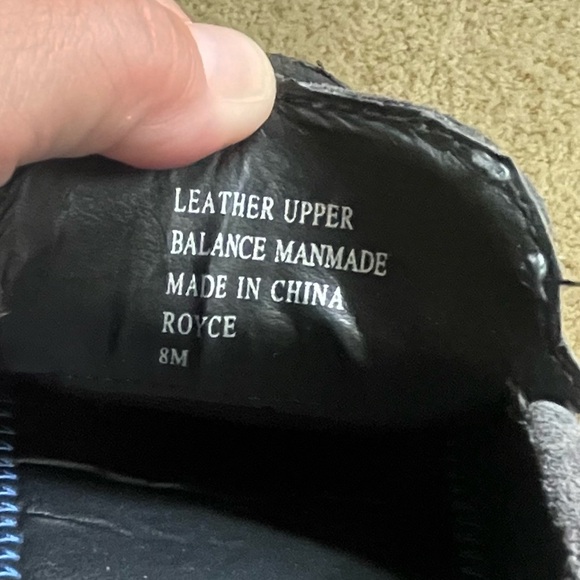 LEATHER UPPER
BALANCE MANMADE
MADE IN CHINA
ROYCE
8M